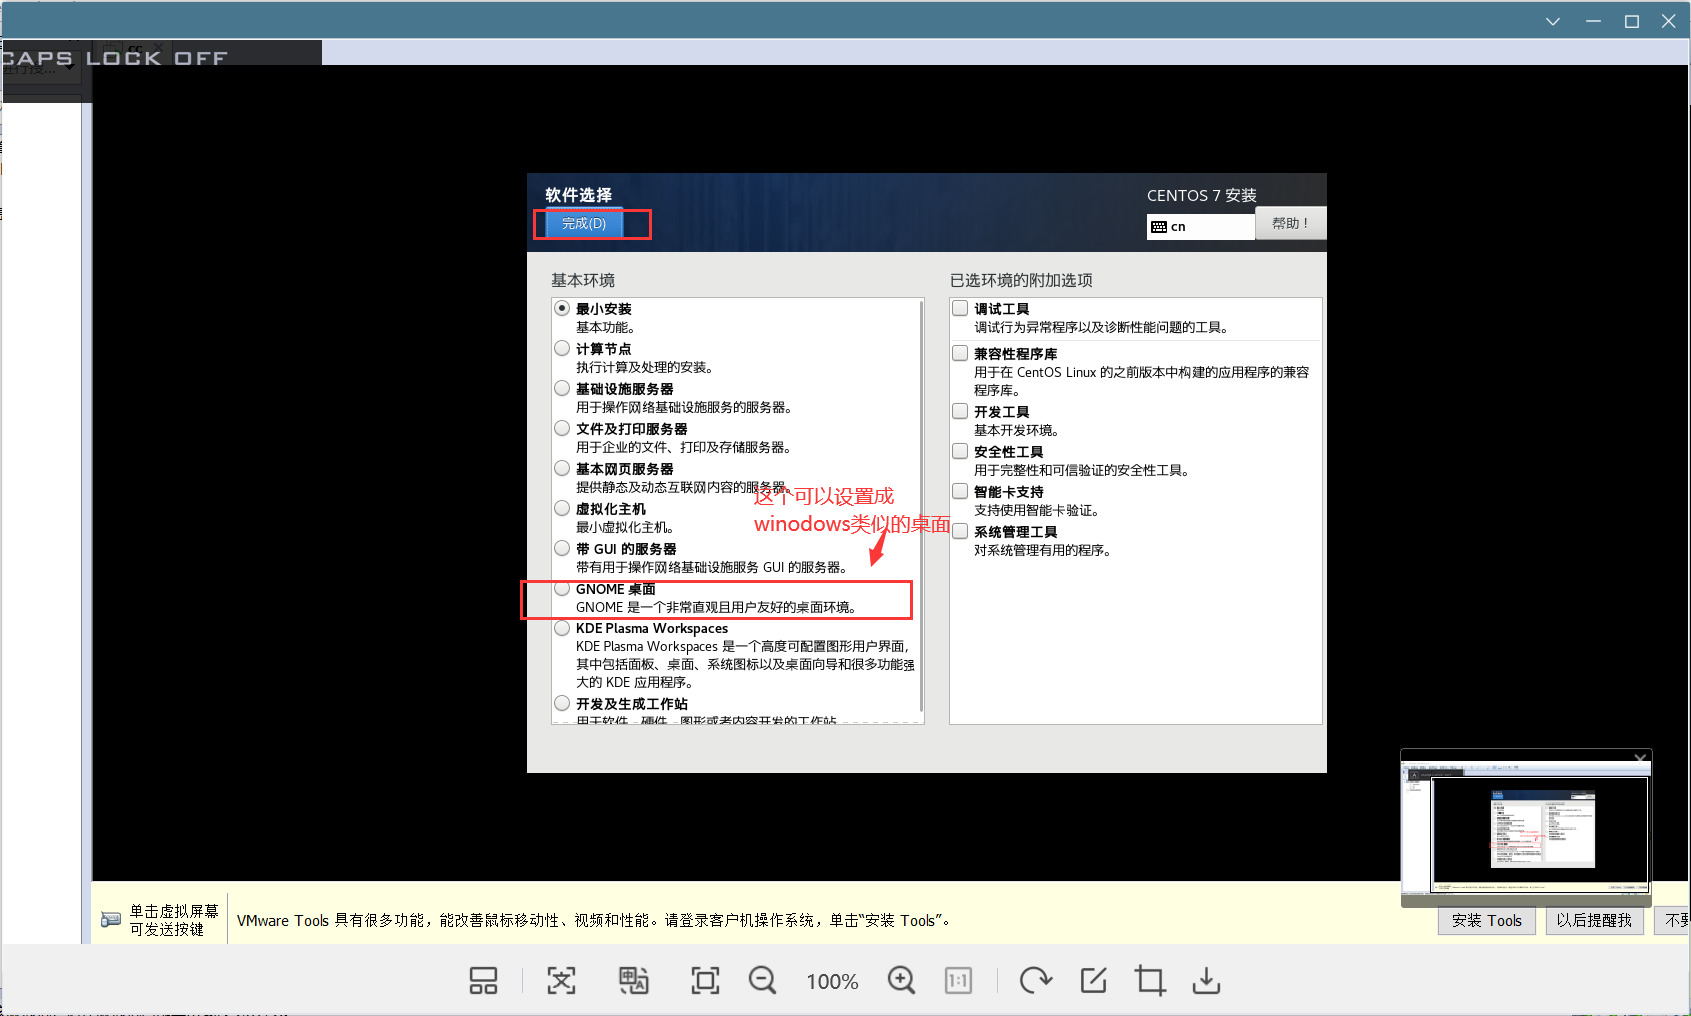 CAPS LOCK OFF
软件选择
完成(D)
CENTOS 7 安装
cn
帮助！
基本环境
最小安装
基本功能。
计算节点
执行计算及处理的安装。
基础设施服务器
用于操作网络基础设施服务的服务器。
文件及打印服务器
用于企业的文件、打印及存储服务器。
基本网页服务器
提供静态及动态互联网内容的服务器。
虚拟化主机
最小虚拟化主机。
带 GUI 的服务器
带有用于操作网络基础设施服务 GUI 的服务器。
GNOME 桌面
GNOME 是一个非常直观且用户友好的桌面环境。
KDE Plasma Workspaces
KDE Plasma Workspaces 是一个高度可配置图形用户界面，
其中包括面板、桌面、系统图标以及桌面向导和很多功能强
大的 KDE 应用程序。
开发及生成工作站
用于软件、硬件、图形或者内容开发的工作站
这个可以设置成
winodows类似的桌面
已选环境的附加选项
调试工具
调试行为异常程序以及诊断性能问题的工具。
兼容性程序库
用于在 CentOS Linux 的之前版本中构建的应用程序的兼容
程序库。
开发工具
基本开发环境。
安全性工具
用于完整性和可信验证的安全性工具。
智能卡支持
支持使用智能卡验证。
系统管理工具
对系统管理有用的程序。
单击虚拟屏幕
可发送按键
VMware Tools 具有很多功能，能改善鼠标移动性、视频和性能。请登录客户机操作系统，单击“安装 Tools”。
安装 Tools
以后提醒我
不要
100%
1:1